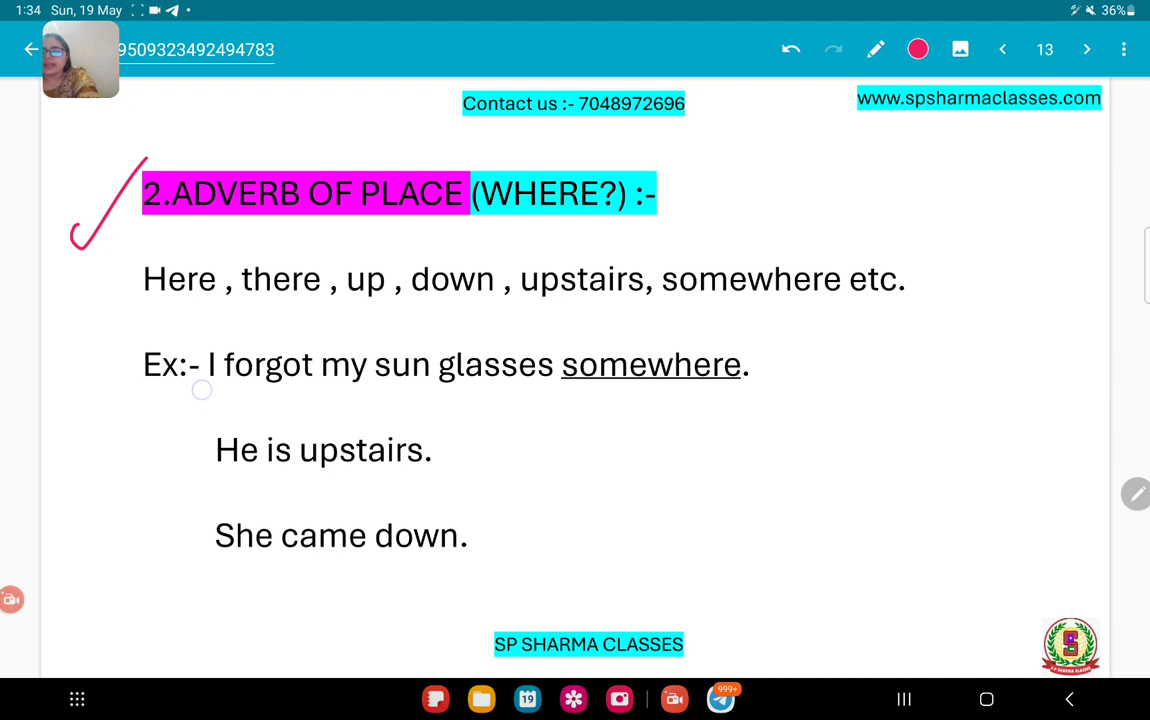 1:34 Sun, 19 May 36%
9509323492494783 13
Contact us :- 7048972696
www.spsharmaclasses.com
2.ADVERB OF PLACE (WHERE?) :-
Here , there , up , down , upstairs, somewhere etc.
Ex:- I forgot my sun glasses somewhere.
He is upstairs.
She came down.
SP SHARMA CLASSES
S
19
999+